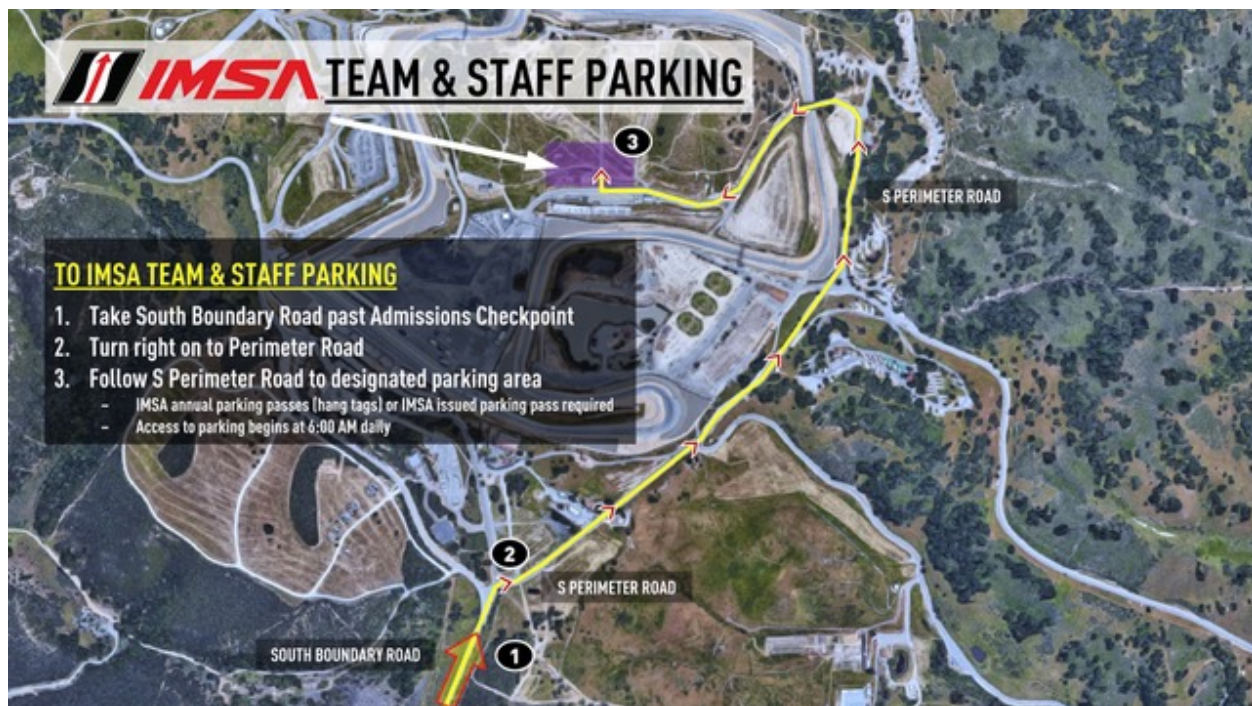 IMSA TEAM & STAFF PARKING
3
S PERIMETER ROAD
TO IMSA TEAM & STAFF PARKING
1. Take South Boundary Road past Admissions Checkpoint
2. Turn right on to Perimeter Road
3. Follow S Perimeter Road to designated parking area
– IMSA annual parking passes (hang tags) or IMSA issued parking pass required
– Access to parking begins at 6:00 AM daily
2
S PERIMETER ROAD
SOUTH BOUNDARY ROAD
1